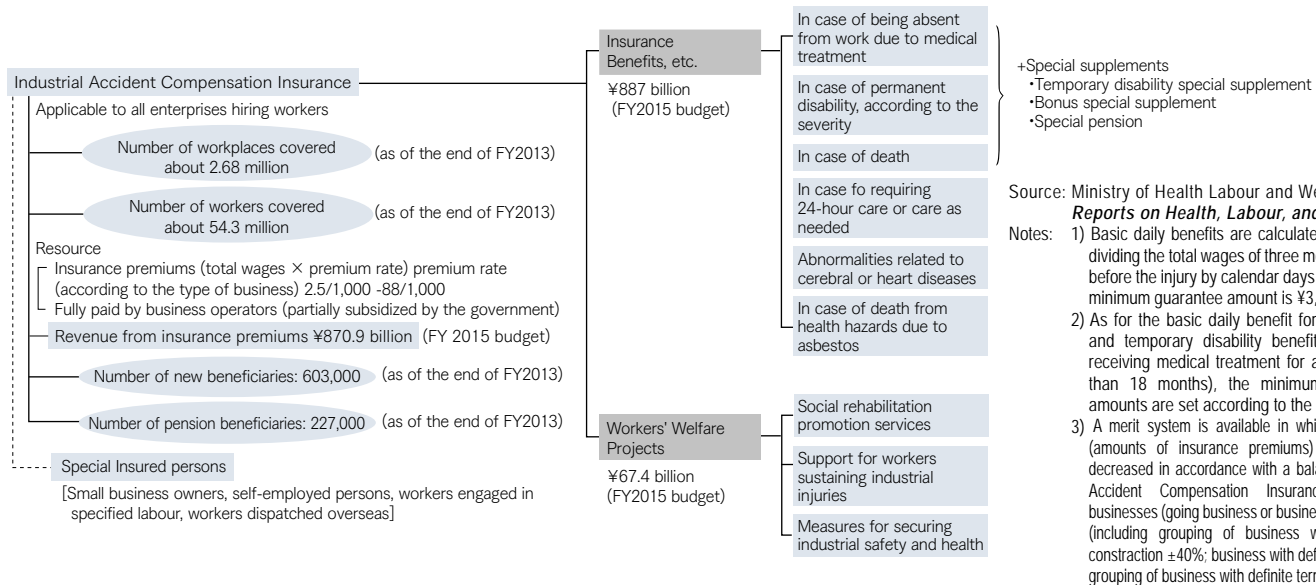 Industrial Accident Compensation Insurance
Applicable to all enterprises hiring workers
Number of workplaces covered
about 2.68 million
(as of the end of FY2013)
Number of workers covered
about 54.3 million
(as of the end of FY2013)
Resource
Insurance premiums (total wages × premium rate) premium rate
(according to the type of business) 2.5/1,000 -88/1,000
Fully paid by business operators (partially subsidized by the government)
Revenue from insurance premiums ¥870.9 billion (FY 2015 budget)
Number of new beneficiaries: 603,000 (as of the end of FY2013)
Number of pension beneficiaries: 227,000 (as of the end of FY2013)
Special Insured persons
[Small business owners, self-employed persons, workers engaged in
specified labour, workers dispatched overseas]
Insurance
Benefits, etc.
¥887 billion
(FY2015 budget)
In case of being absent
from work due to medical
treatment
In case of permanent
disability, according to the
severity
In case of death
In case fo requiring
24-hour care or care as
needed
Abnormalities related to
cerebral or heart diseases
In case of death from
health hazards due to
asbestos
+Special supplements
•Temporary disability special supplement
•Bonus special supplement
•Special pension
Workers' Welfare
Projects
¥67.4 billion
(FY2015 budget)
Social rehabilitation
promotion services
Support for workers
sustaining industrial
injuries
Measures for securing
industrial safety and health
Source: Ministry of Health Labour and
Reports on Health, Labour, and
Notes: 1) Basic daily benefits are calculate
dividing the total wages of three
before the injury by calendar days
minimum guarantee amount is ¥3,
2) As for the basic daily benefit for
and temporary disability benefit
receiving medical treatment for a
than 18 months), the minimum
amounts are set according to the
3) A merit system is available in
(amounts of insurance premiums)
decreased in accordance with a
Accident Compensation
businesses (going business or
(including grouping of business
constraction ±40%; business with
grouping of business with definite